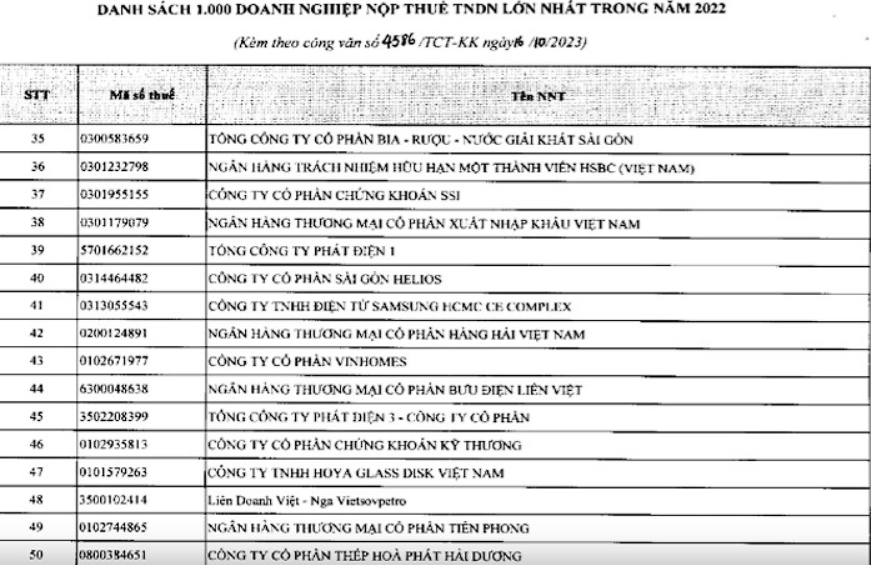 DANH SÁCH 1.000 DOANH NGHIỆP NỘP THUẾ TNDN LỚN NHẤT TRONG NĂM 2022
(Kèm theo công văn số 4586 /TCT-KK ngày 16 /10/2023)
STT Mã số thuế Tên NNT
35 0300583659 TỔNG CÔNG TY CỔ PHẦN BIA - RƯỢU - NƯỚC GIẢI KHÁT SÀI GÒN
36 0301232798 NGÂN HÀNG TRÁCH NHIỆM HỮU HẠN MỘT THÀNH VIÊN HSBC (VIỆT NAM)
37 0301955155 CÔNG TY CỔ PHẦN CHỨNG KHOÁN SSI
38 0301179079 NGÂN HÀNG THƯƠNG MẠI CỔ PHẦN XUẤT NHẬP KHẨU VIỆT NAM
39 5701662152 TỔNG CÔNG TY PHÁT ĐIỆN 1
40 0314464482 CÔNG TY CỔ PHẦN SÀI GÒN HELIOS
41 0313055543 CÔNG TY TNHH ĐIỆN TỬ SAMSUNG HCMC CE COMPLEX
42 0200124891 NGÂN HÀNG THƯƠNG MẠI CỔ PHẦN HÀNG HẢI VIỆT NAM
43 0102671977 CÔNG TY CỔ PHẦN VINHOMES
44 6300048638 NGÂN HÀNG THƯƠNG MẠI CỔ PHẦN BƯU ĐIỆN LIÊN VIỆT
45 3502208399 TỔNG CÔNG TY PHÁT ĐIỆN 3 - CÔNG TY CỔ PHẦN
46 0102935813 CÔNG TY CỔ PHẦN CHỨNG KHOÁN KỸ THƯƠNG
47 0101579263 CÔNG TY TNHH HOYA GLASS DISK VIỆT NAM
48 3500102414 Liên Doanh Việt - Nga Vietsovpetro
49 0102744865 NGÂN HÀNG THƯƠNG MẠI CỔ PHẦN TIÊN PHONG
50 0800384651 CÔNG TY CỔ PHẦN THÉP HOÀ PHÁT HẢI DƯƠNG